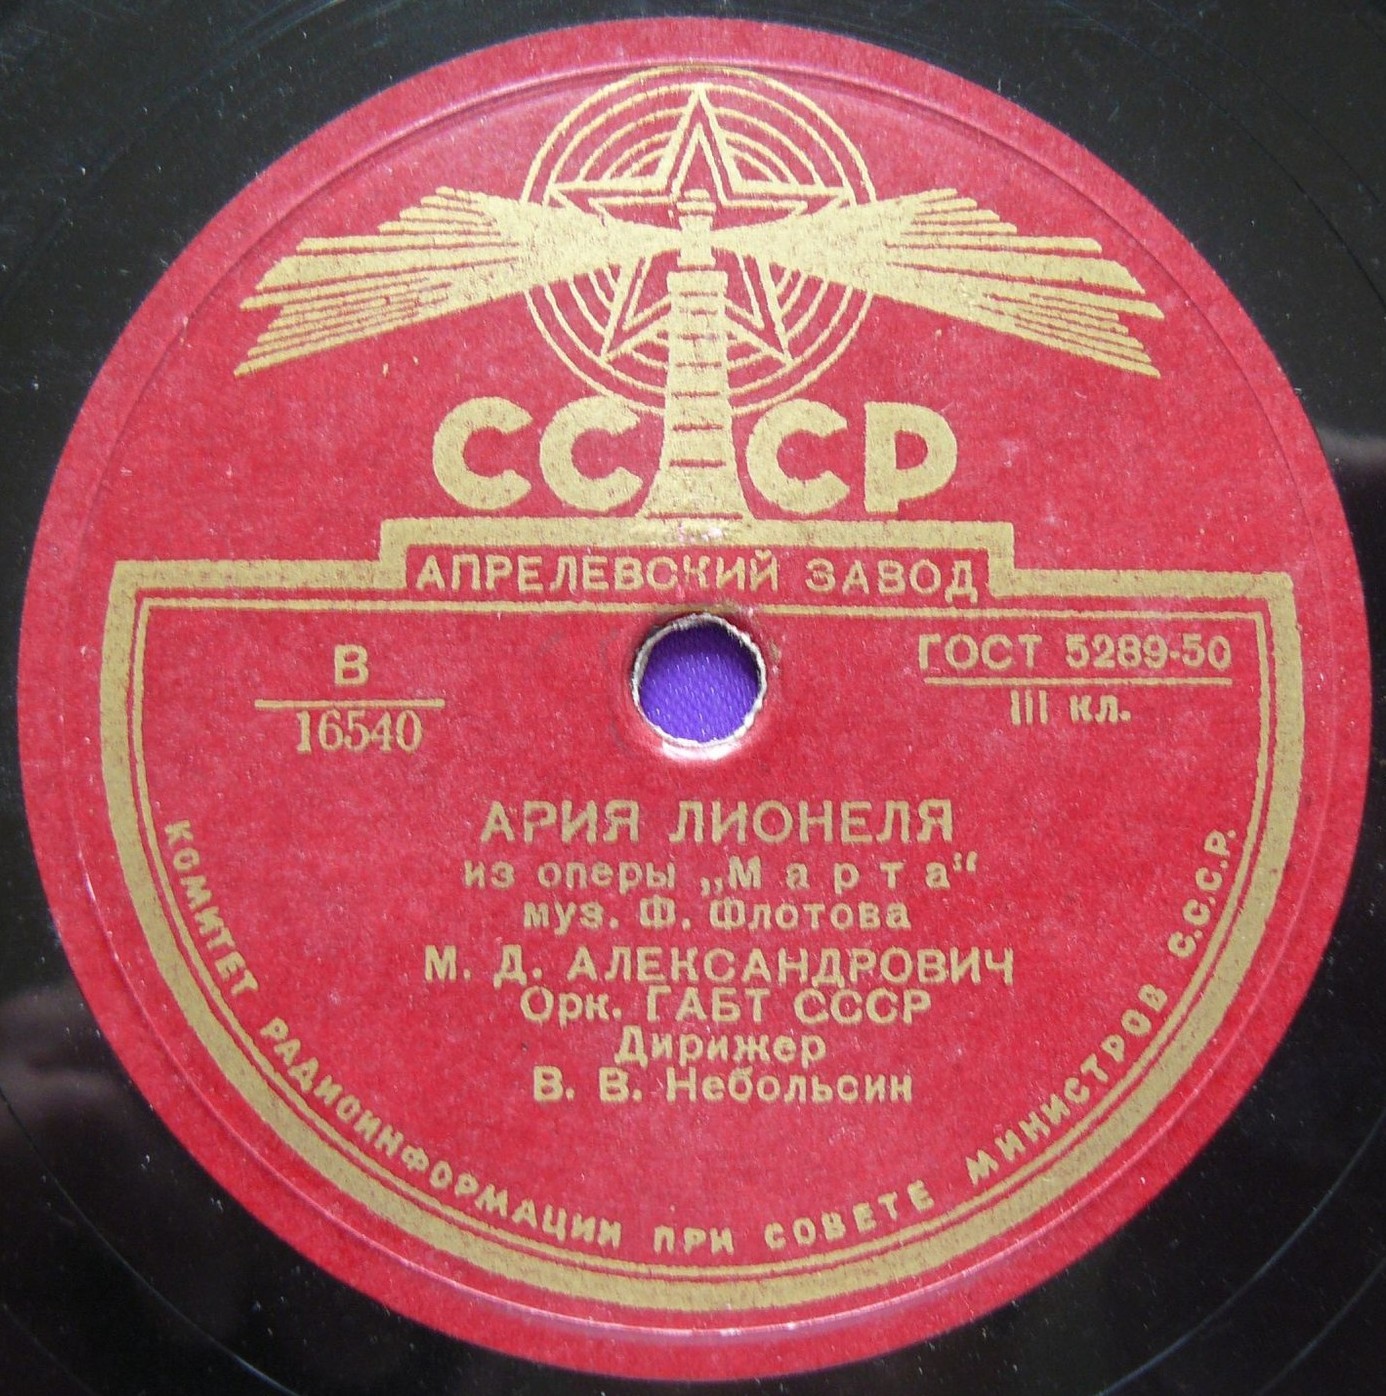 СССР
АПРЕЛЕВСКИЙ ЗАВОД
В
16540
ГОСТ 5289-50
III кл.
АРИЯ ЛИОНЕЛЯ
из оперы „Марта“
муз. Ф. Флотова
М. Д. АЛЕКСАНДРОВИЧ
Орк. ГАБТ СССР
Дирижер
В. В. Небольсин
КОМИТЕТ РАДИОИНФОРМАЦИИ ПРИ СОВЕТЕ МИНИСТРОВ С.С.С.Р.